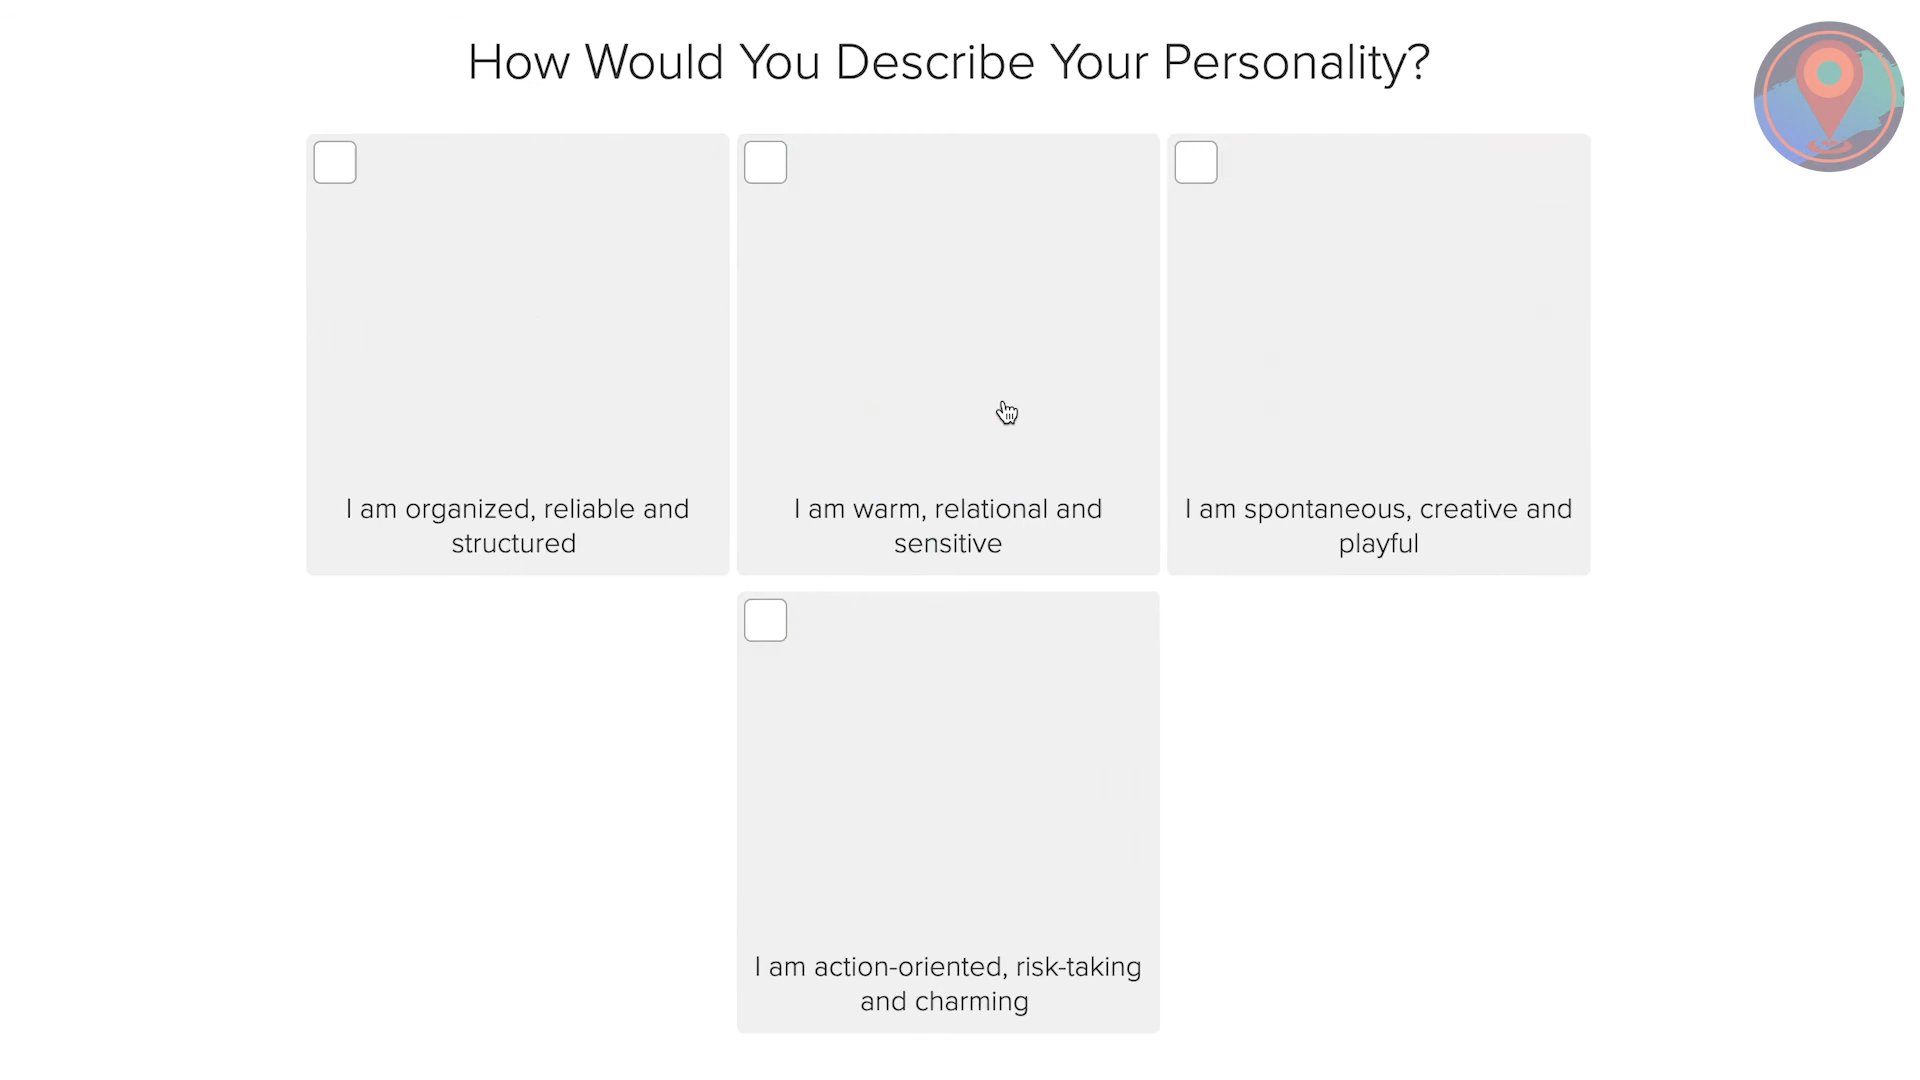 How Would You Describe Your Personality?
I am organized, reliable and
structured
I am warm, relational and
sensitive
I am spontaneous, creative and
playful
I am action-oriented, risk-taking
and charming